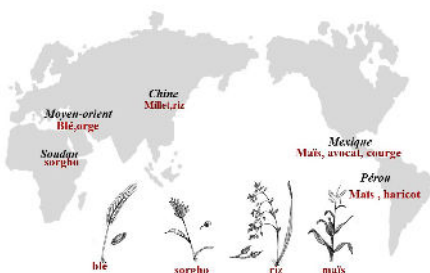 Chine
Millet,riz
Moyen-orient
Blé,orge
Soudan
sorgho
Mexique
Maïs, avocat, courge
Pérou
Maïs , haricot
blé
sorgho
riz
maïs